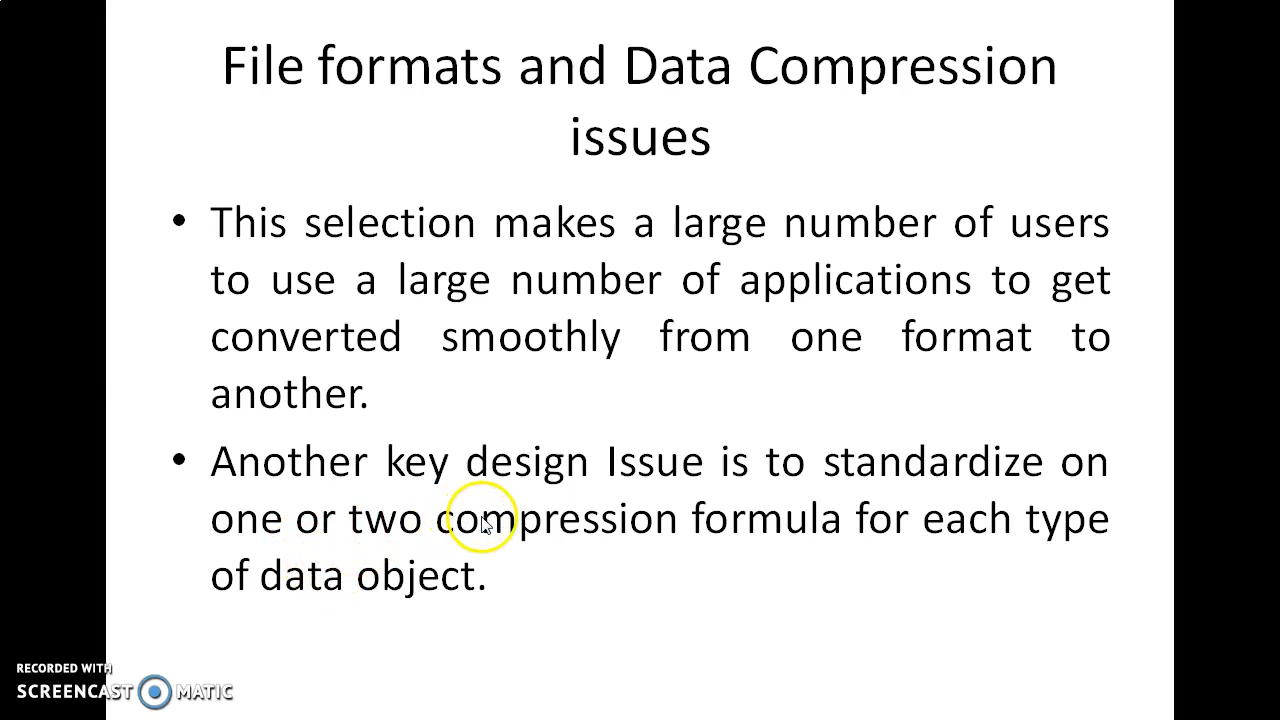 File formats and Data Compression
issues
• This selection makes a large number of users
to use a large number of applications to get
converted smoothly from one format to
another.
• Another key design Issue is to standardize on
one or two compression formula for each type
of data object.
RECORDED WITH
SCREENCAST MATIC